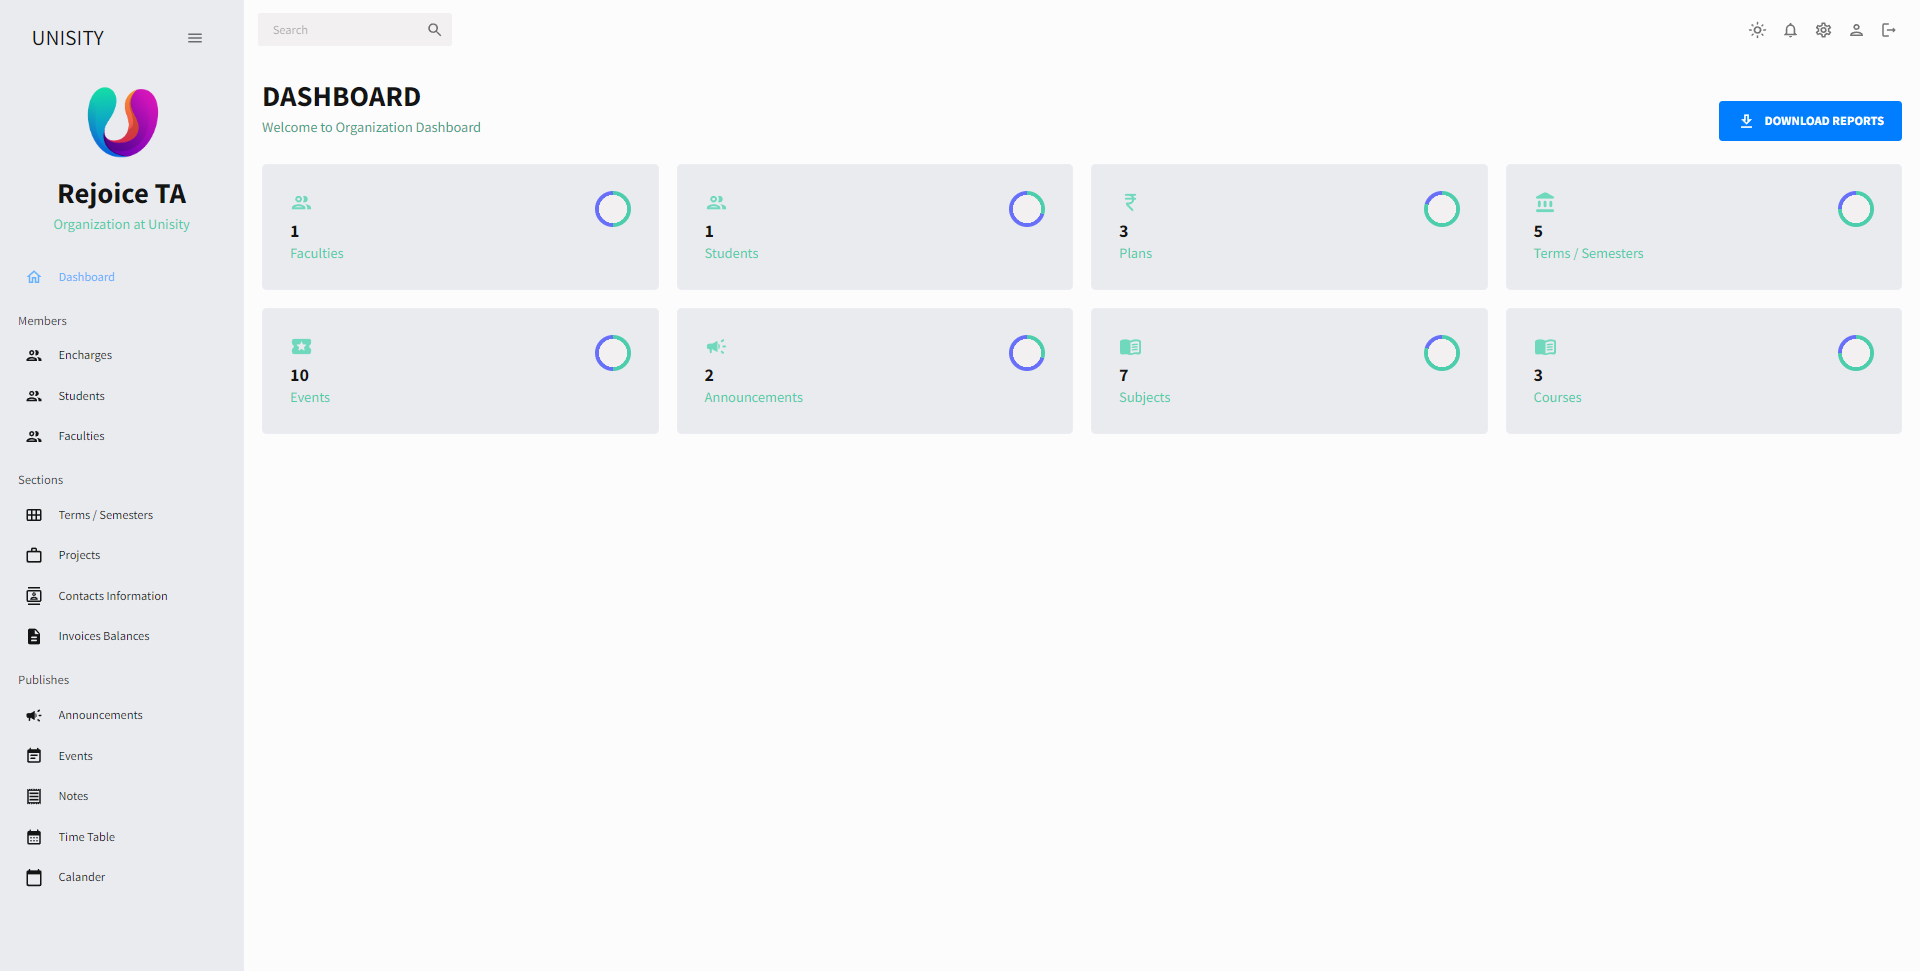 UNISITY
Rejoice TA
Organization at Unisity
Dashboard
Members
Encharges
Students
Faculties
Sections
Terms / Semesters
Projects
Contacts Information
Invoices Balances
Publishes
Announcements
Events
Notes
Time Table
Calander
Search
DASHBOARD
Welcome to Organization Dashboard
DOWNLOAD REPORTS
1
Faculties
1
Students
3
Plans
5
Terms / Semesters
10
Events
2
Announcements
7
Subjects
3
Courses